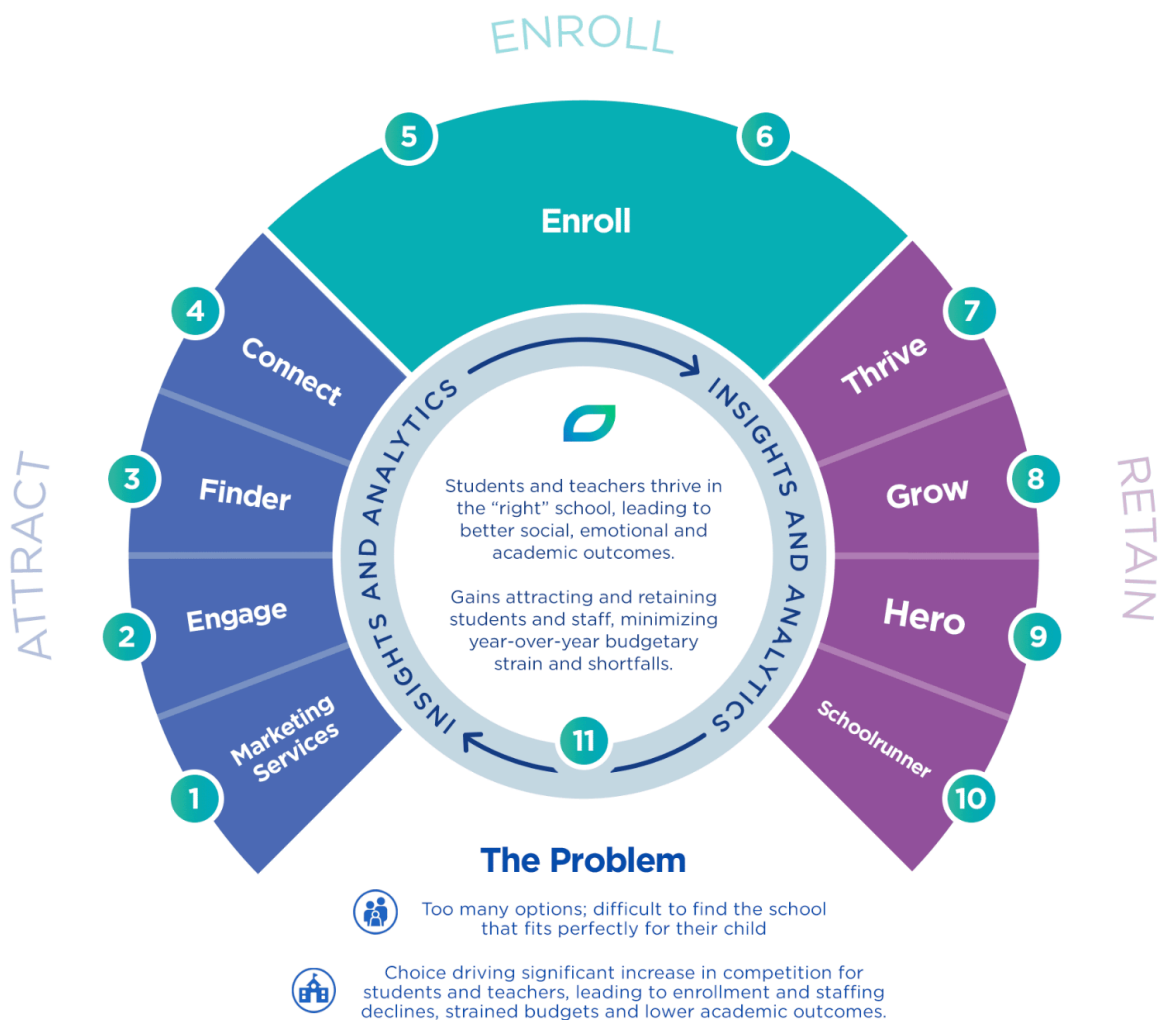 ENROLL
5
6
Enroll
4
Connect
7
Thrive
ATTRACT
3
Finder
8
Grow
RETAIN
2
Engage
9
Hero
1
Marketing
Services
10
Schoolrunner
INSIGHTS AND ANALYTICS
INSIGHTS AND ANALYTICS
Students and teachers thrive in
the “right” school, leading to
better social, emotional and
academic outcomes.
Gains attracting and retaining
students and staff, minimizing
year-over-year budgetary
strain and shortfalls.
11
The Problem
Too many options; difficult to find the school
that fits perfectly for their child
Choice driving significant increase in competition for
students and teachers, leading to enrollment and staffing
declines, strained budgets and lower academic outcomes.